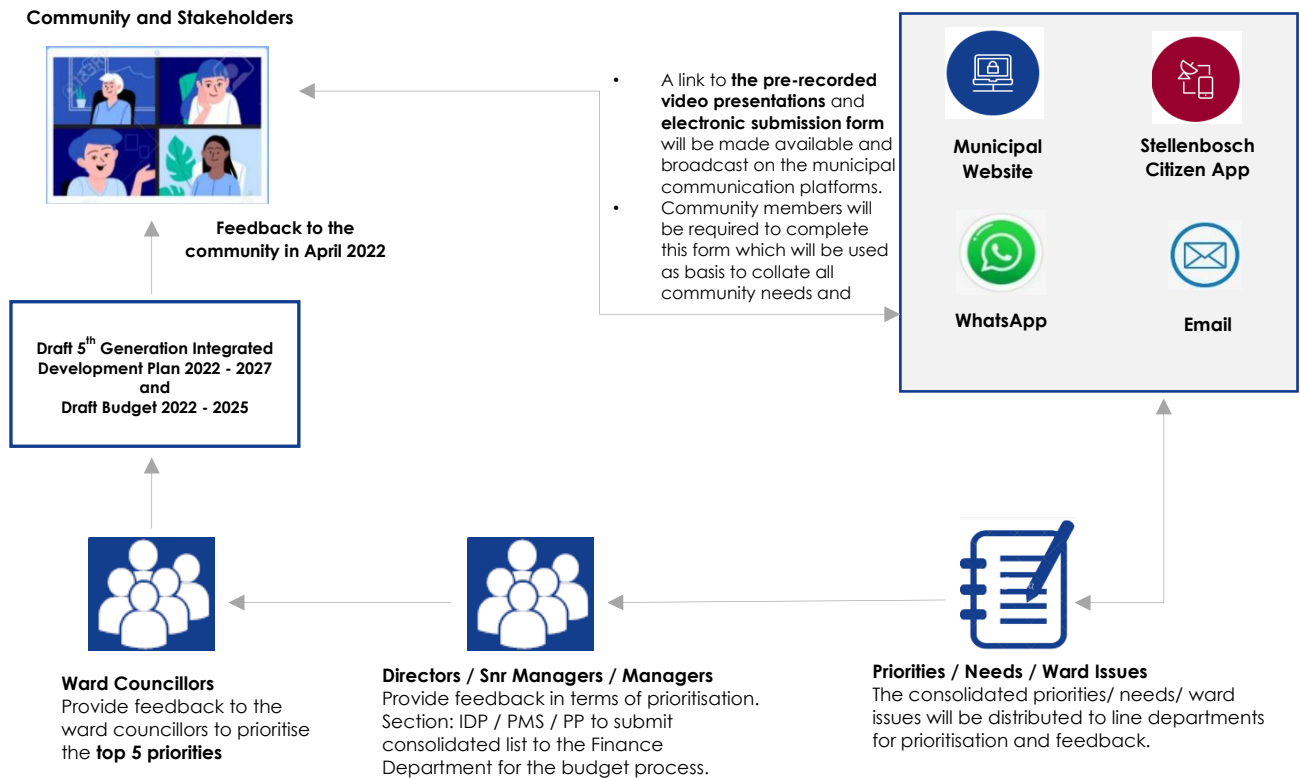 Community and Stakeholders
Feedback to the
community in April 2022
Draft 5th Generation Integrated
Development Plan 2022 - 2027
and
Draft Budget 2022 - 2025
• A link to the pre-recorded
video presentations and
electronic submission form
will be made available and
broadcast on the municipal
communication platforms.
• Community members will
be required to complete
this form which will be used
as basis to collate all
community needs and
Municipal
Website
Stellenbosch
Citizen App
WhatsApp
Email
Ward Councillors
Provide feedback to the
ward councillors to prioritise
the top 5 priorities
Directors / Snr Managers / Managers
Provide feedback in terms of prioritisation.
Section: IDP / PMS / PP to submit
consolidated list to the Finance
Department for the budget process.
Priorities / Needs / Ward Issues
The consolidated priorities/ needs/ ward
issues will be distributed to line departments
for prioritisation and feedback.